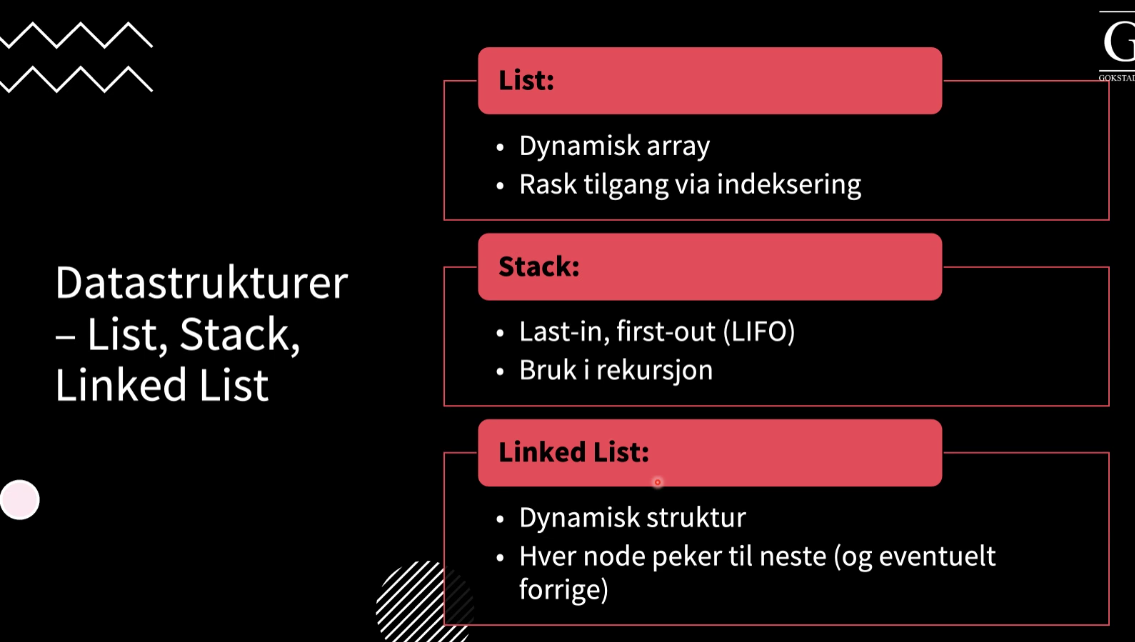 Datastrukturer
– List, Stack,
Linked List
List:
• Dynamisk array
• Rask tilgang via indeksering
Stack:
• Last-in, first-out (LIFO)
• Bruk i rekursjon
Linked List:
• Dynamisk struktur
• Hver node peker til neste (og eventuelt
forrige)
G
GOKSTAD